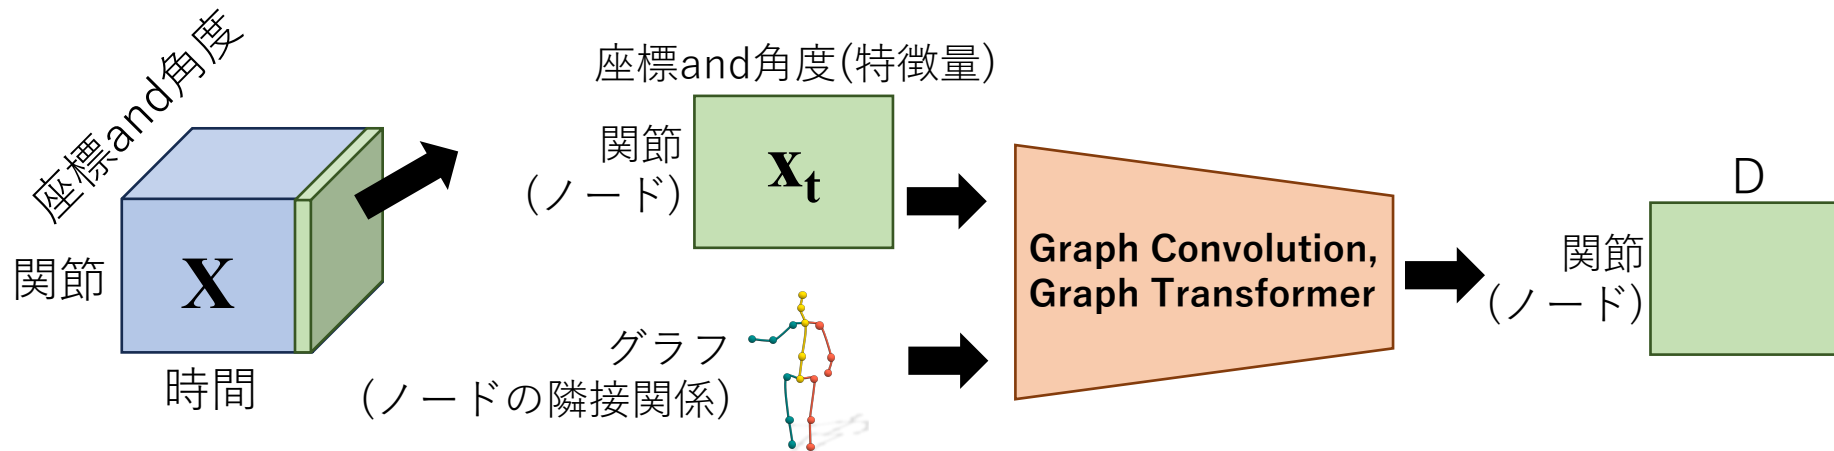 座標and角度
関節
X
時間
座標and角度(特徴量)
関節
(ノード)
xt
グラフ
(ノードの隣接関係)
Graph Convolution,
Graph Transformer
D
関節
(ノード)